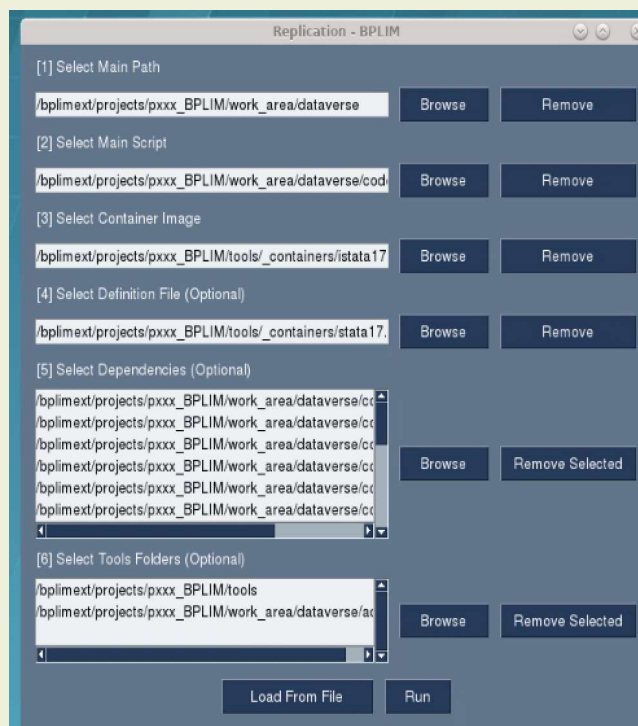 Replication - BPLIM
[1] Select Main Path
/bplimext/projects/pxxx_BPLIM/work_area/dataverse Browse Remove
[2] Select Main Script
/bplimext/projects/pxxx_BPLIM/work_area/dataverse/cod Browse Remove
[3] Select Container Image
/bplimext/projects/pxxx_BPLIM/tools/_containers/istata17 Browse Remove
[4] Select Definition File (Optional)
/bplimext/projects/pxxx_BPLIM/tools/_containers/stata17. Browse Remove
[5] Select Dependencies (Optional)
/bplimext/projects/pxxx_BPLIM/work_area/dataverse/co
/bplimext/projects/pxxx_BPLIM/work_area/dataverse/co
/bplimext/projects/pxxx_BPLIM/work_area/dataverse/co
/bplimext/projects/pxxx_BPLIM/work_area/dataverse/co
/bplimext/projects/pxxx_BPLIM/work_area/dataverse/co
/bplimext/projects/pxxx_BPLIM/work_area/dataverse/co
Browse Remove Selected
[6] Select Tools Folders (Optional)
/bplimext/projects/pxxx_BPLIM/tools
/bplimext/projects/pxxx_BPLIM/work_area/dataverse/ad
Browse Remove Selected
Load From File Run